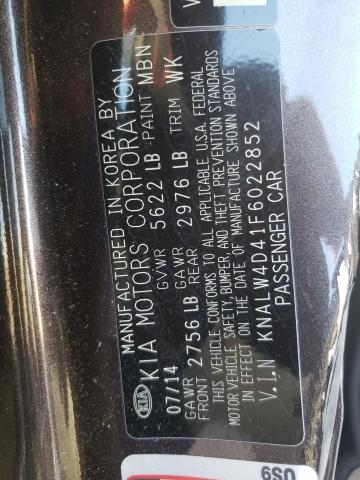 MANUFACTURED IN KOREA BY
KIA KIA MOTORS CORPORATION
07/14 GVWR 5622 LB PAINT MBN
GAWR FRONT 2756 LB GAWR REAR 2976 LB TRIM WK
THIS VEHICLE CONFORMS TO ALL APPLICABLE U.S.A. FEDERAL
MOTOR VEHICLE SAFETY, BUMPER, AND THEFT PREVENTION STANDARDS
IN EFFECT ON THE DATE OF MANUFACTURE SHOWN ABOVE
V.I.N KNALW4D41F6022852
PASSENGER CAR
US9
V